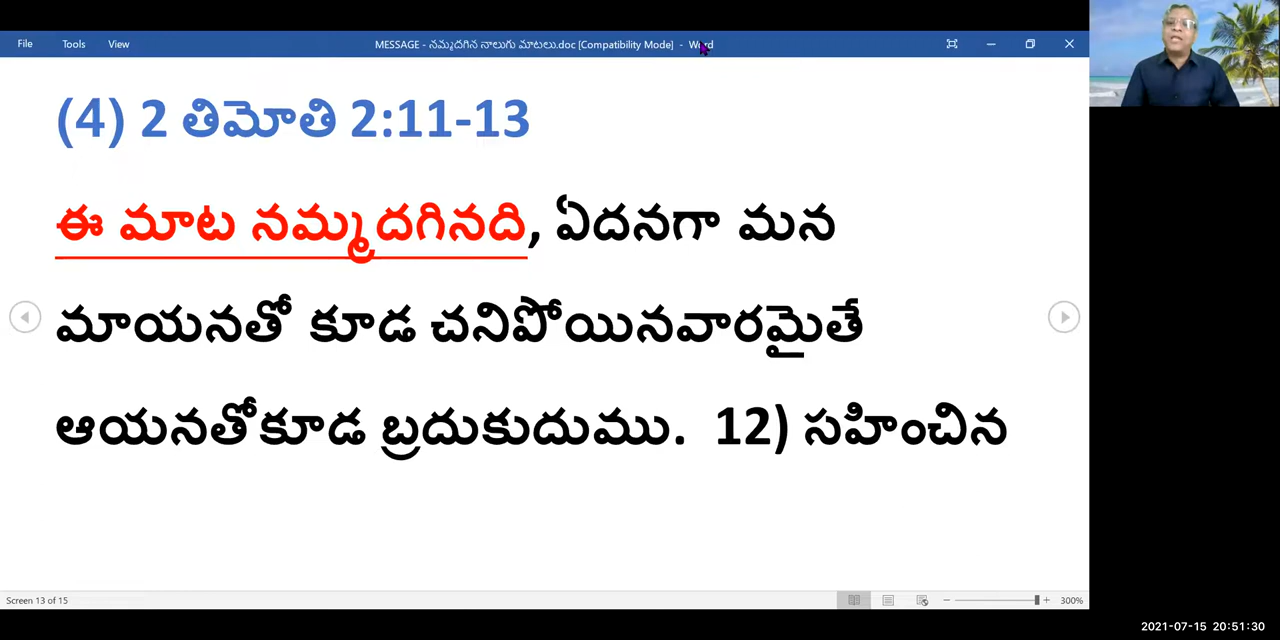 File Tools View MESSAGE - నమ్మదగిన నాలుగు మాటలు.doc [Compatibility Mode] - Word
(4) 2 తిమోతి 2:11-13
ఈ మాట నమ్మదగినది, ఏదనగా మన
మాయనతో కూడ చనిపోయినవారమైతే
ఆయనతోకూడ బ్రదుకుదుము. 12) సహించిన
Screen 13 of 15 300%
2021-07-15 20:51:30